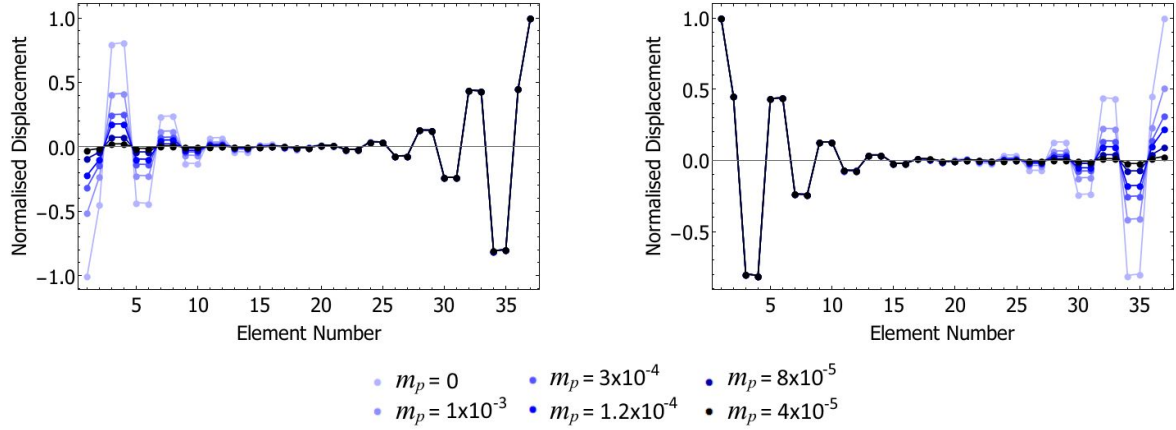 1.0
0.5
0.0
-0.5
-1.0
Normalised Displacement
5 10 15 20 25 30 35
Element Number
1.0
0.5
0.0
-0.5
Normalised Displacement
5 10 15 20 25 30 35
Element Number
m_p = 0
m_p = 3x10^-4
m_p = 8x10^-5
m_p = 1x10^-3
m_p = 1.2x10^-4
m_p = 4x10^-5